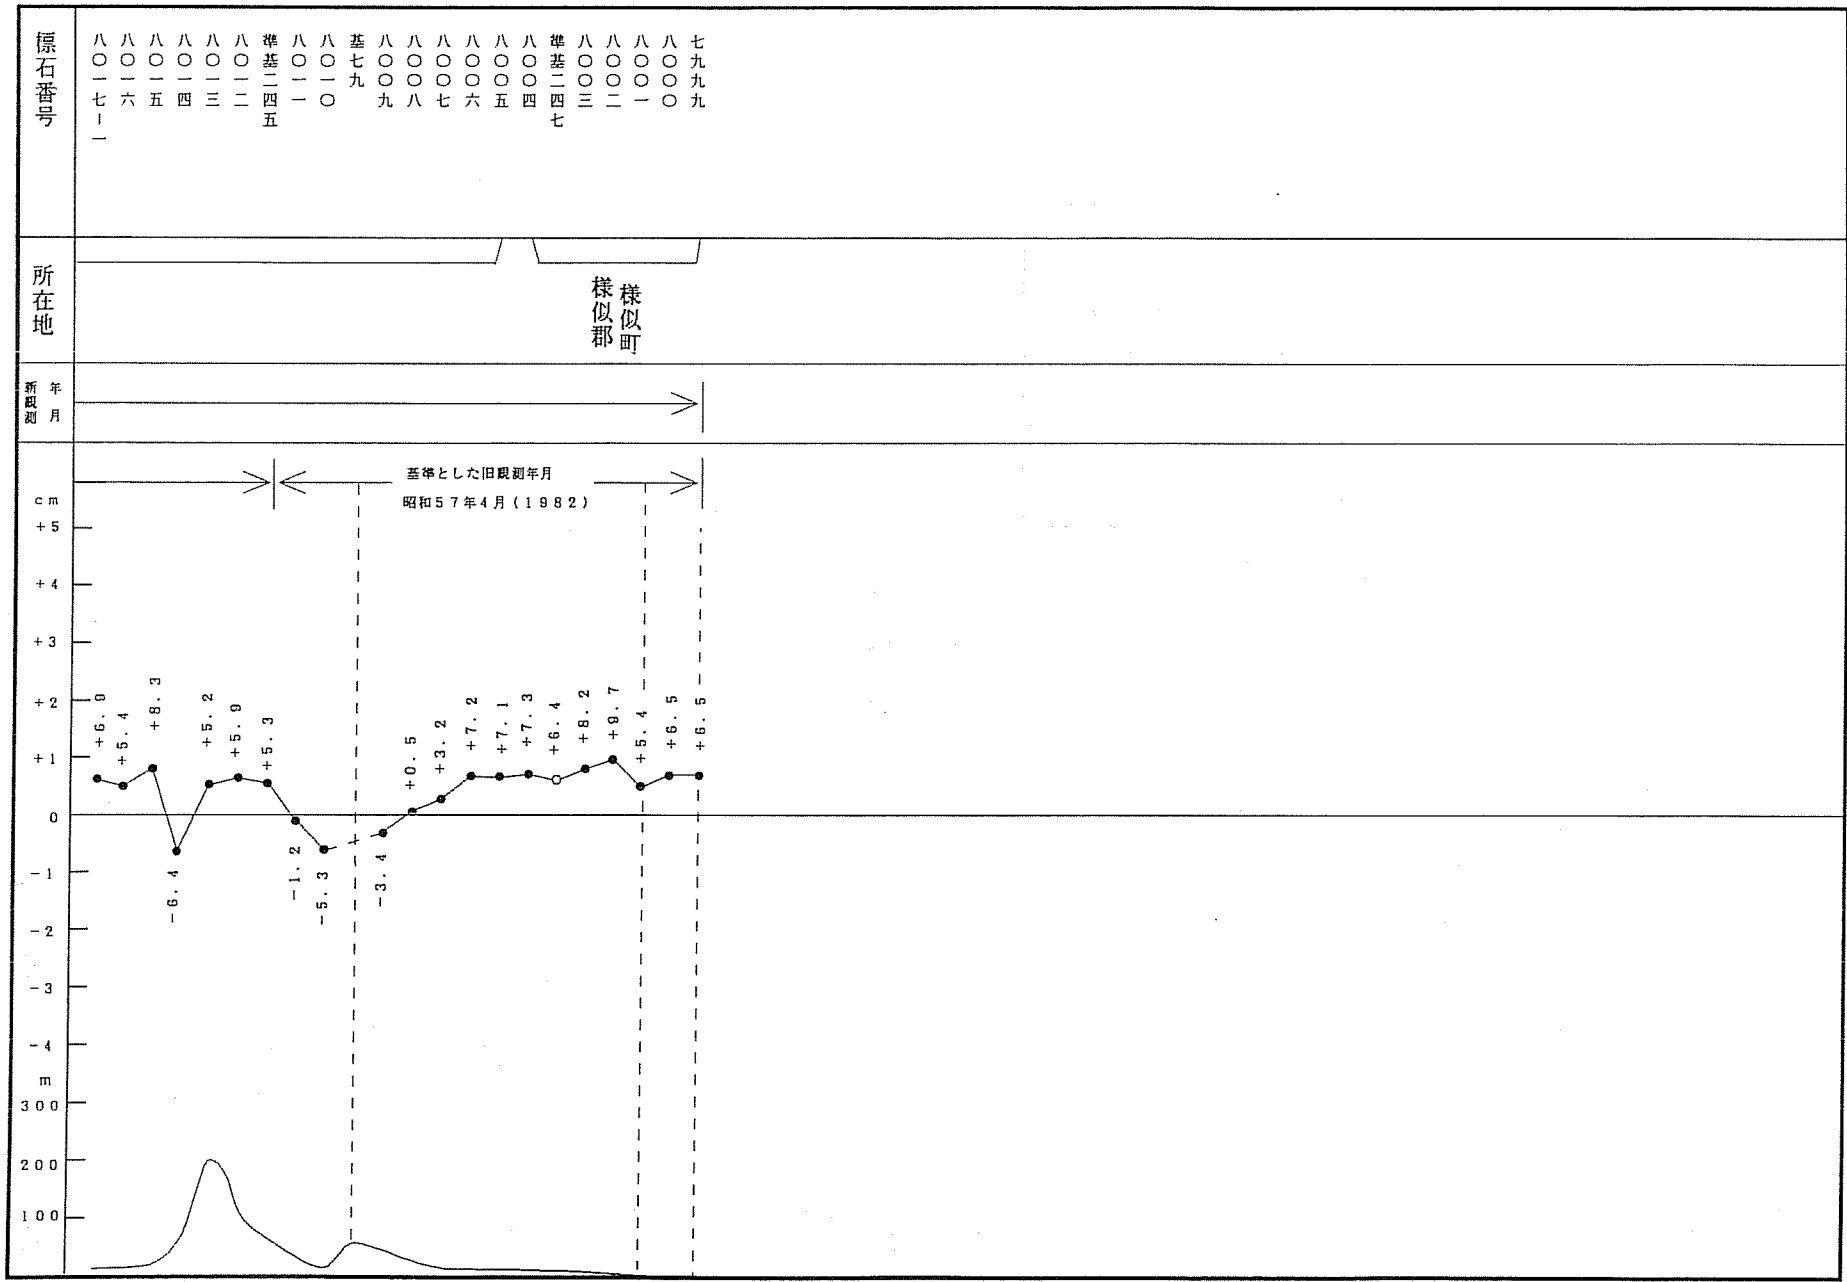 標石番号
八〇一七-一
八〇一六
八〇一五
八〇一四
八〇一三
八〇一二
準基二四五
八〇一一
八〇一〇
基七九
八〇〇九
八〇〇八
八〇〇七
八〇〇六
八〇〇五
八〇〇四
準基二四七
八〇〇三
八〇〇二
八〇〇一
八〇〇〇
七九九九
所在地
様似郡
様似町
新観測
年月
基準とした旧観測年月
昭和57年4月(1982)
cm
+5
+4
+3
+2
+1
0
-1
-2
-3
-4
m
300
200
100
+6.9
+5.4
+8.3
-6.4
+5.2
+5.9
+5.3
-1.2
-5.3
-3.4
+0.5
+3.2
+7.2
+7.1
+7.3
+6.4
+8.2
+9.7
+5.4
+6.5
+6.5